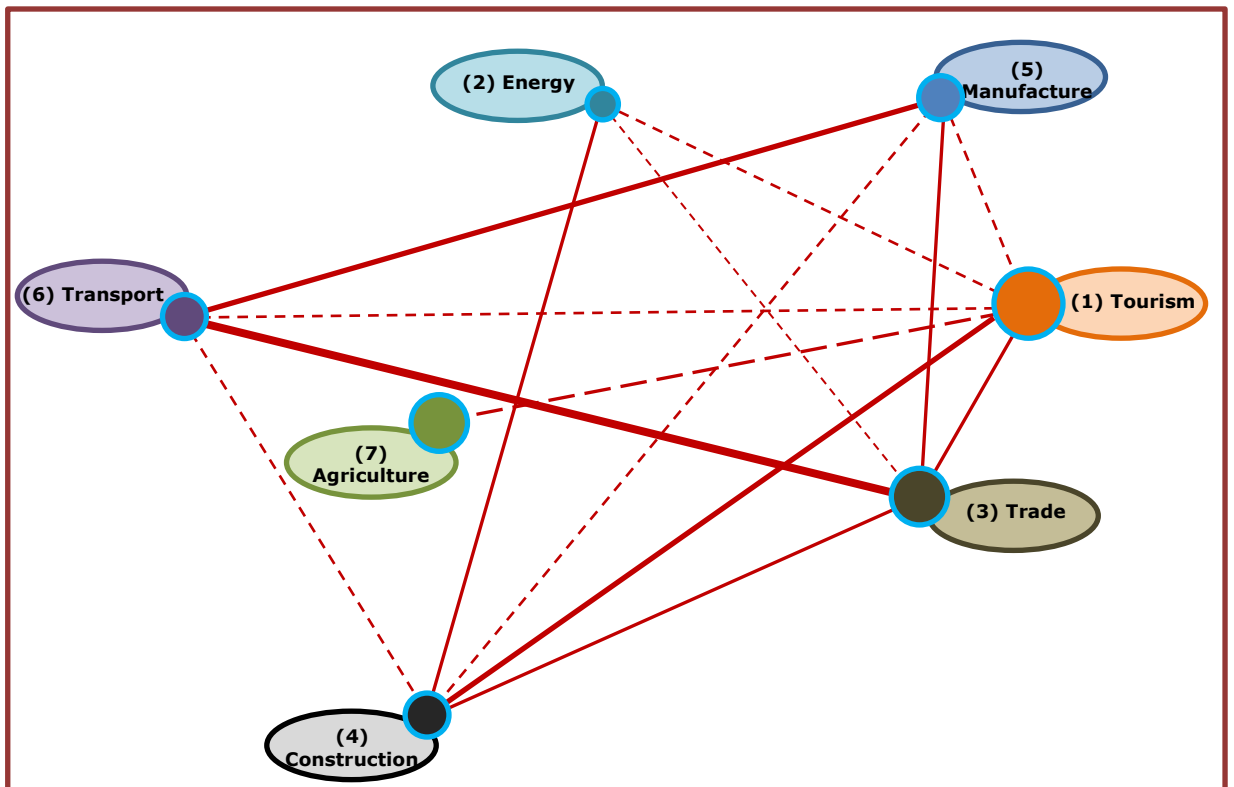 (2) Energy
(5)
Manufacture
(6) Transport
(1) Tourism
(7)
Agriculture
(3) Trade
(4)
Construction